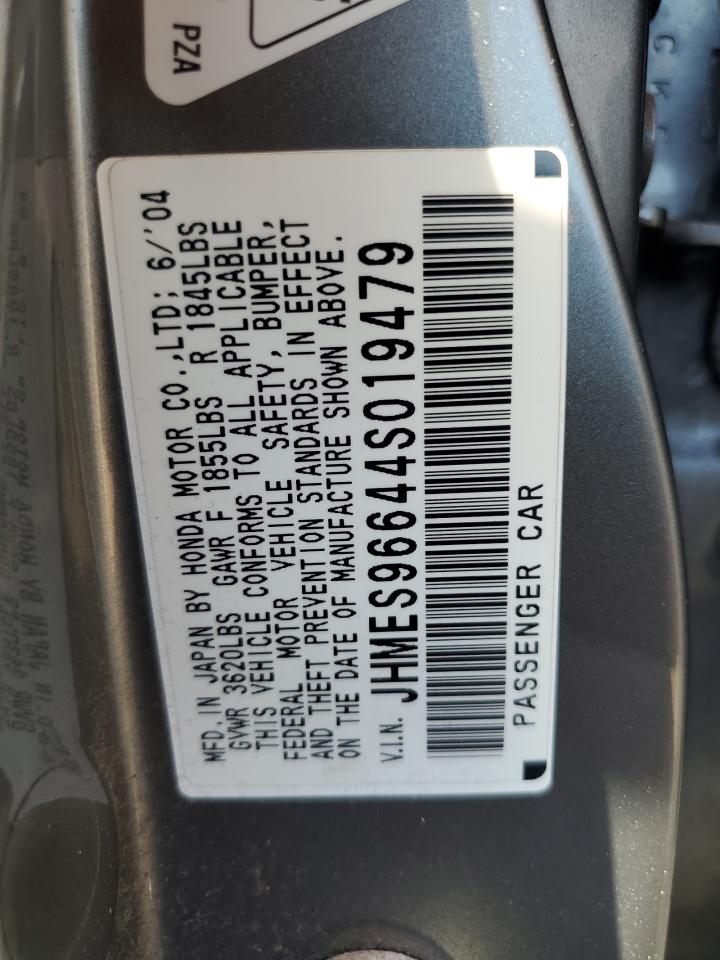 PZA
MFD. IN JAPAN BY HONDA MOTOR CO.,LTD; 6/'04
GVWR 3620LBS GAWR F 1855LBS R 1845LBS
THIS VEHICLE CONFORMS TO ALL APPLICABLE
FEDERAL MOTOR VEHICLE SAFETY, BUMPER,
AND THEFT PREVENTION STANDARDS IN EFFECT
ON THE DATE OF MANUFACTURE SHOWN ABOVE.
V.I.N. JHMES96644S019479
PASSENGER CAR